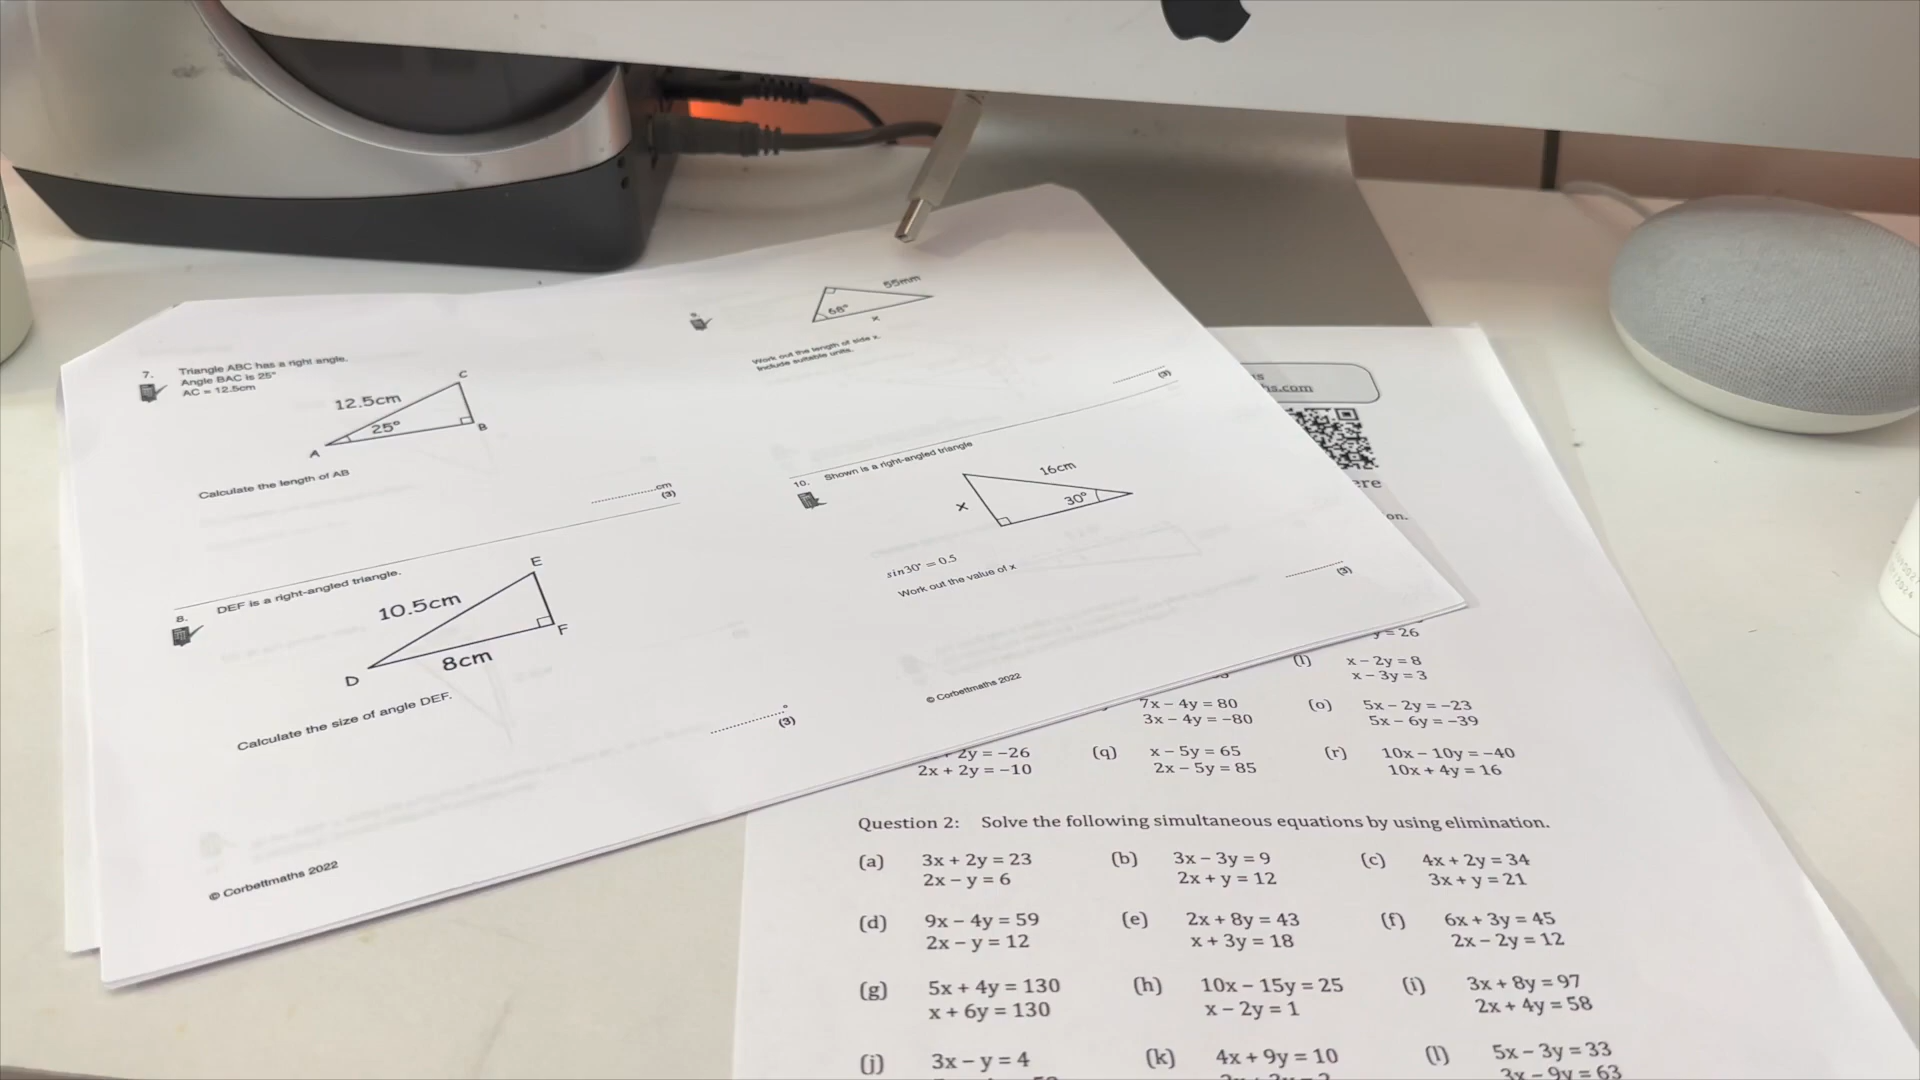 7.
Triangle ABC has a right angle.
Angle BAC is 25°
AC = 12.5cm
12.5cm
25°
A
B
C
Calculate the length of AB
cm
(3)
8.
DEF is a right-angled triangle.
10.5cm
8cm
D
E
F
Calculate the size of angle DEF.
°
(3)
© Corbettmaths 2022
55mm
68°
x
Work out the length of side x.
Include suitable units.
(3)
10.
Shown is a right-angled triangle
16cm
30°
x
sin30° = 0.5
Work out the value of x
(3)
© Corbettmaths 2022
hs.com
ere
on.
y = 26
(l) x − 2y = 8
x − 3y = 3
7x − 4y = 80
3x − 4y = −80
(o) 5x − 2y = −23
5x − 6y = −39
2y = −26
2x + 2y = −10
(q) x − 5y = 65
2x − 5y = 85
(r) 10x − 10y = −40
10x + 4y = 16
Question 2: Solve the following simultaneous equations by using elimination.
(a) 3x + 2y = 23
2x − y = 6
(b) 3x − 3y = 9
2x + y = 12
(c) 4x + 2y = 34
3x + y = 21
(d) 9x − 4y = 59
2x − y = 12
(e) 2x + 8y = 43
x + 3y = 18
(f) 6x + 3y = 45
2x − 2y = 12
(g) 5x + 4y = 130
x + 6y = 130
(h) 10x − 15y = 25
x − 2y = 1
(i) 3x + 8y = 97
2x + 4y = 58
(j) 3x − y = 4
(k) 4x + 9y = 10
(l) 5x − 3y = 33
3x − 9y = 63